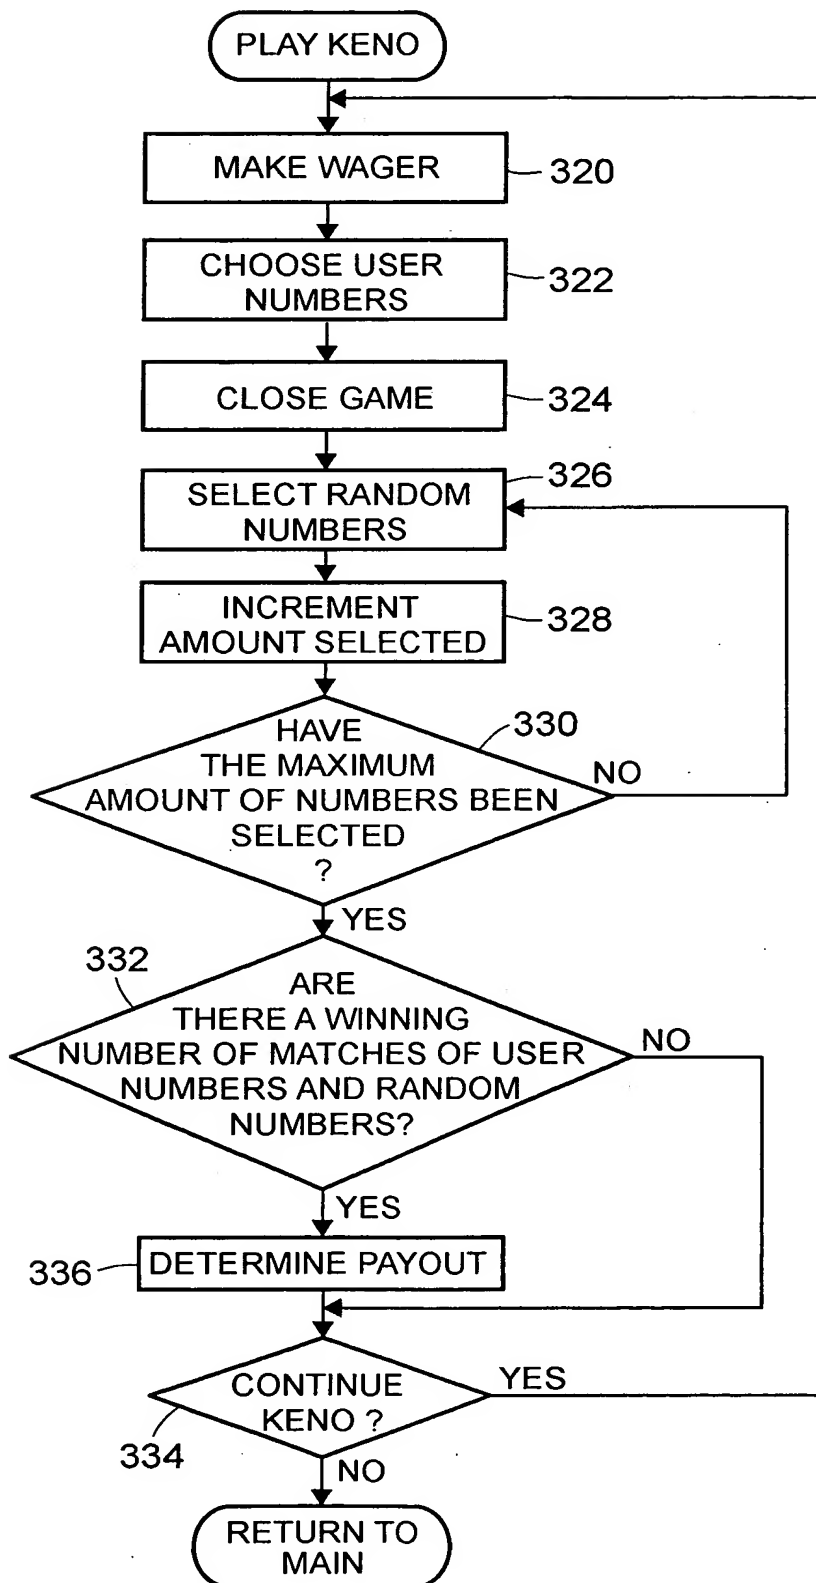 PLAY KENO
MAKE WAGER
320
CHOOSE USER
NUMBERS
322
CLOSE GAME
324
326
SELECT RANDOM
NUMBERS
INCREMENT
AMOUNT SELECTED
328
330
HAVE
THE MAXIMUM
AMOUNT OF NUMBERS BEEN
SELECTED
?
NO
YES
332
ARE
THERE A WINNING
NUMBER OF MATCHES OF USER
NUMBERS AND RANDOM
NUMBERS?
NO
YES
336
DETERMINE PAYOUT
CONTINUE
KENO ?
YES
334
NO
RETURN TO
MAIN